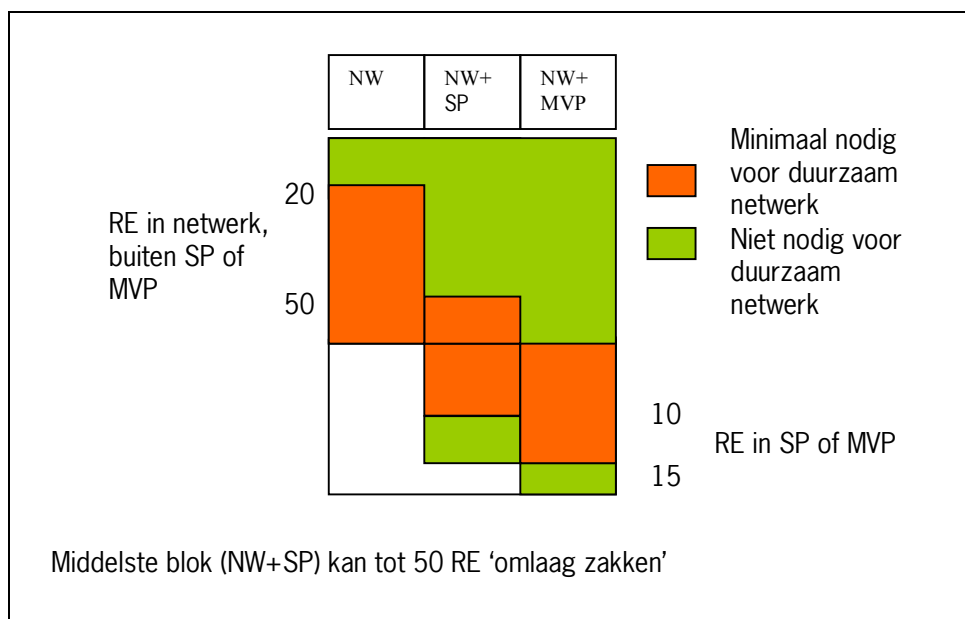 NW
NW+
SP
NW+
MVP
20
RE in netwerk,
buiten SP of
MVP
50
Minimaal nodig
voor duurzaam
netwerk
Niet nodig voor
duurzaam
netwerk
10
RE in SP of MVP
15
Middelste blok (NW+SP) kan tot 50 RE ‘omlaag zakken’